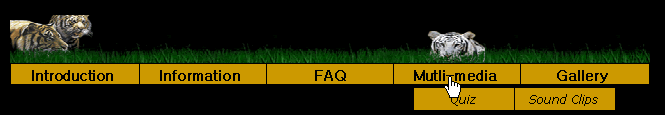 Introduction Information FAQ Mutli-media Gallery
Quiz Sound Clips